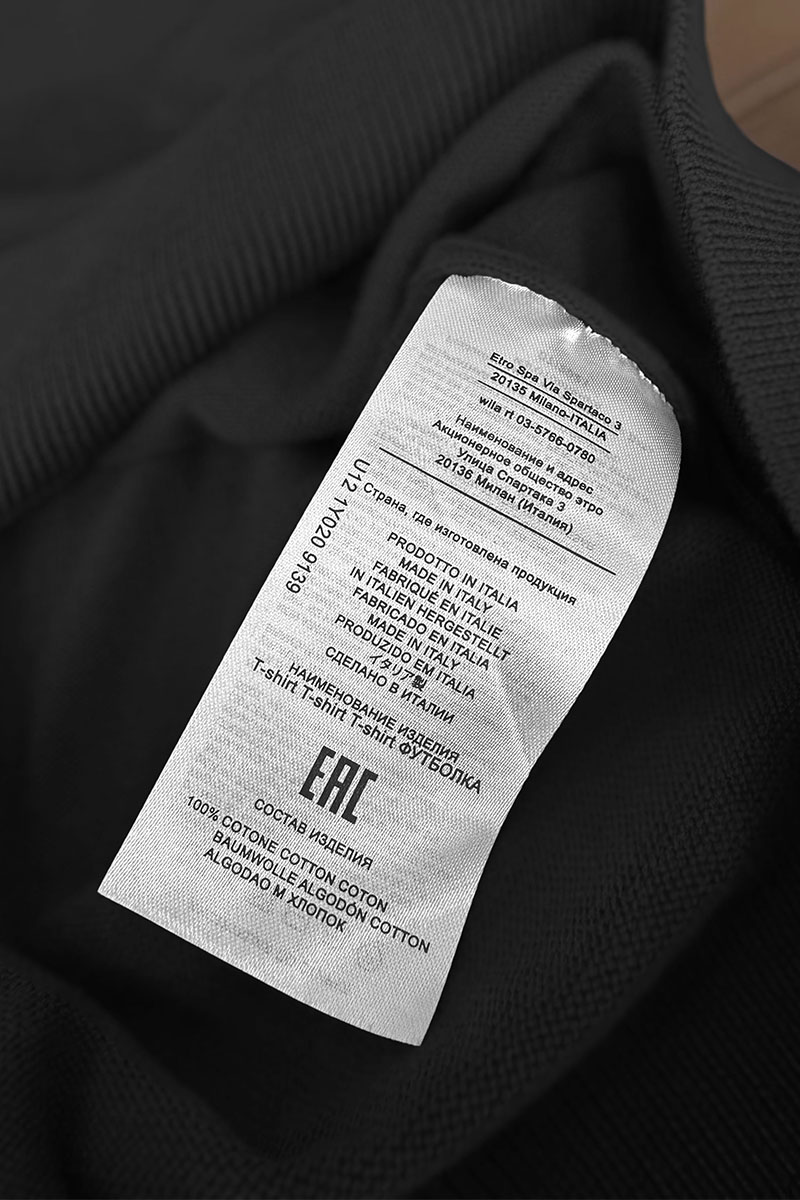 Etro Spa Via Spartaco 3
20135 Milano-ITALIA
wila rt 03-5766-0780
Наименование и адрес
Акционерное общество этро
Улица Спартака 3
20136 Милан (Италия)
Страна, где изготовлена продукция
U12 1Y020 9139
PRODOTTO IN ITALIA
MADE IN ITALY
FABRIQUÉ EN ITALIE
IN ITALIEN HERGESTELLT
FABRICADO EN ITALIA
MADE IN ITALY
PRODUZIDO EM ITALIA
イタリア製
СДЕЛАНО В ИТАЛИИ
НАИМЕНОВАНИЕ ИЗДЕЛИЯ
T-shirt T-shirt T-shirt ФУТБОЛКА
EAC
СОСТАВ ИЗДЕЛИЯ
100% COTONE COTTON COTON
BAUMWOLLE ALGODÓN COTTON
ALGODAO M ХЛОПОК